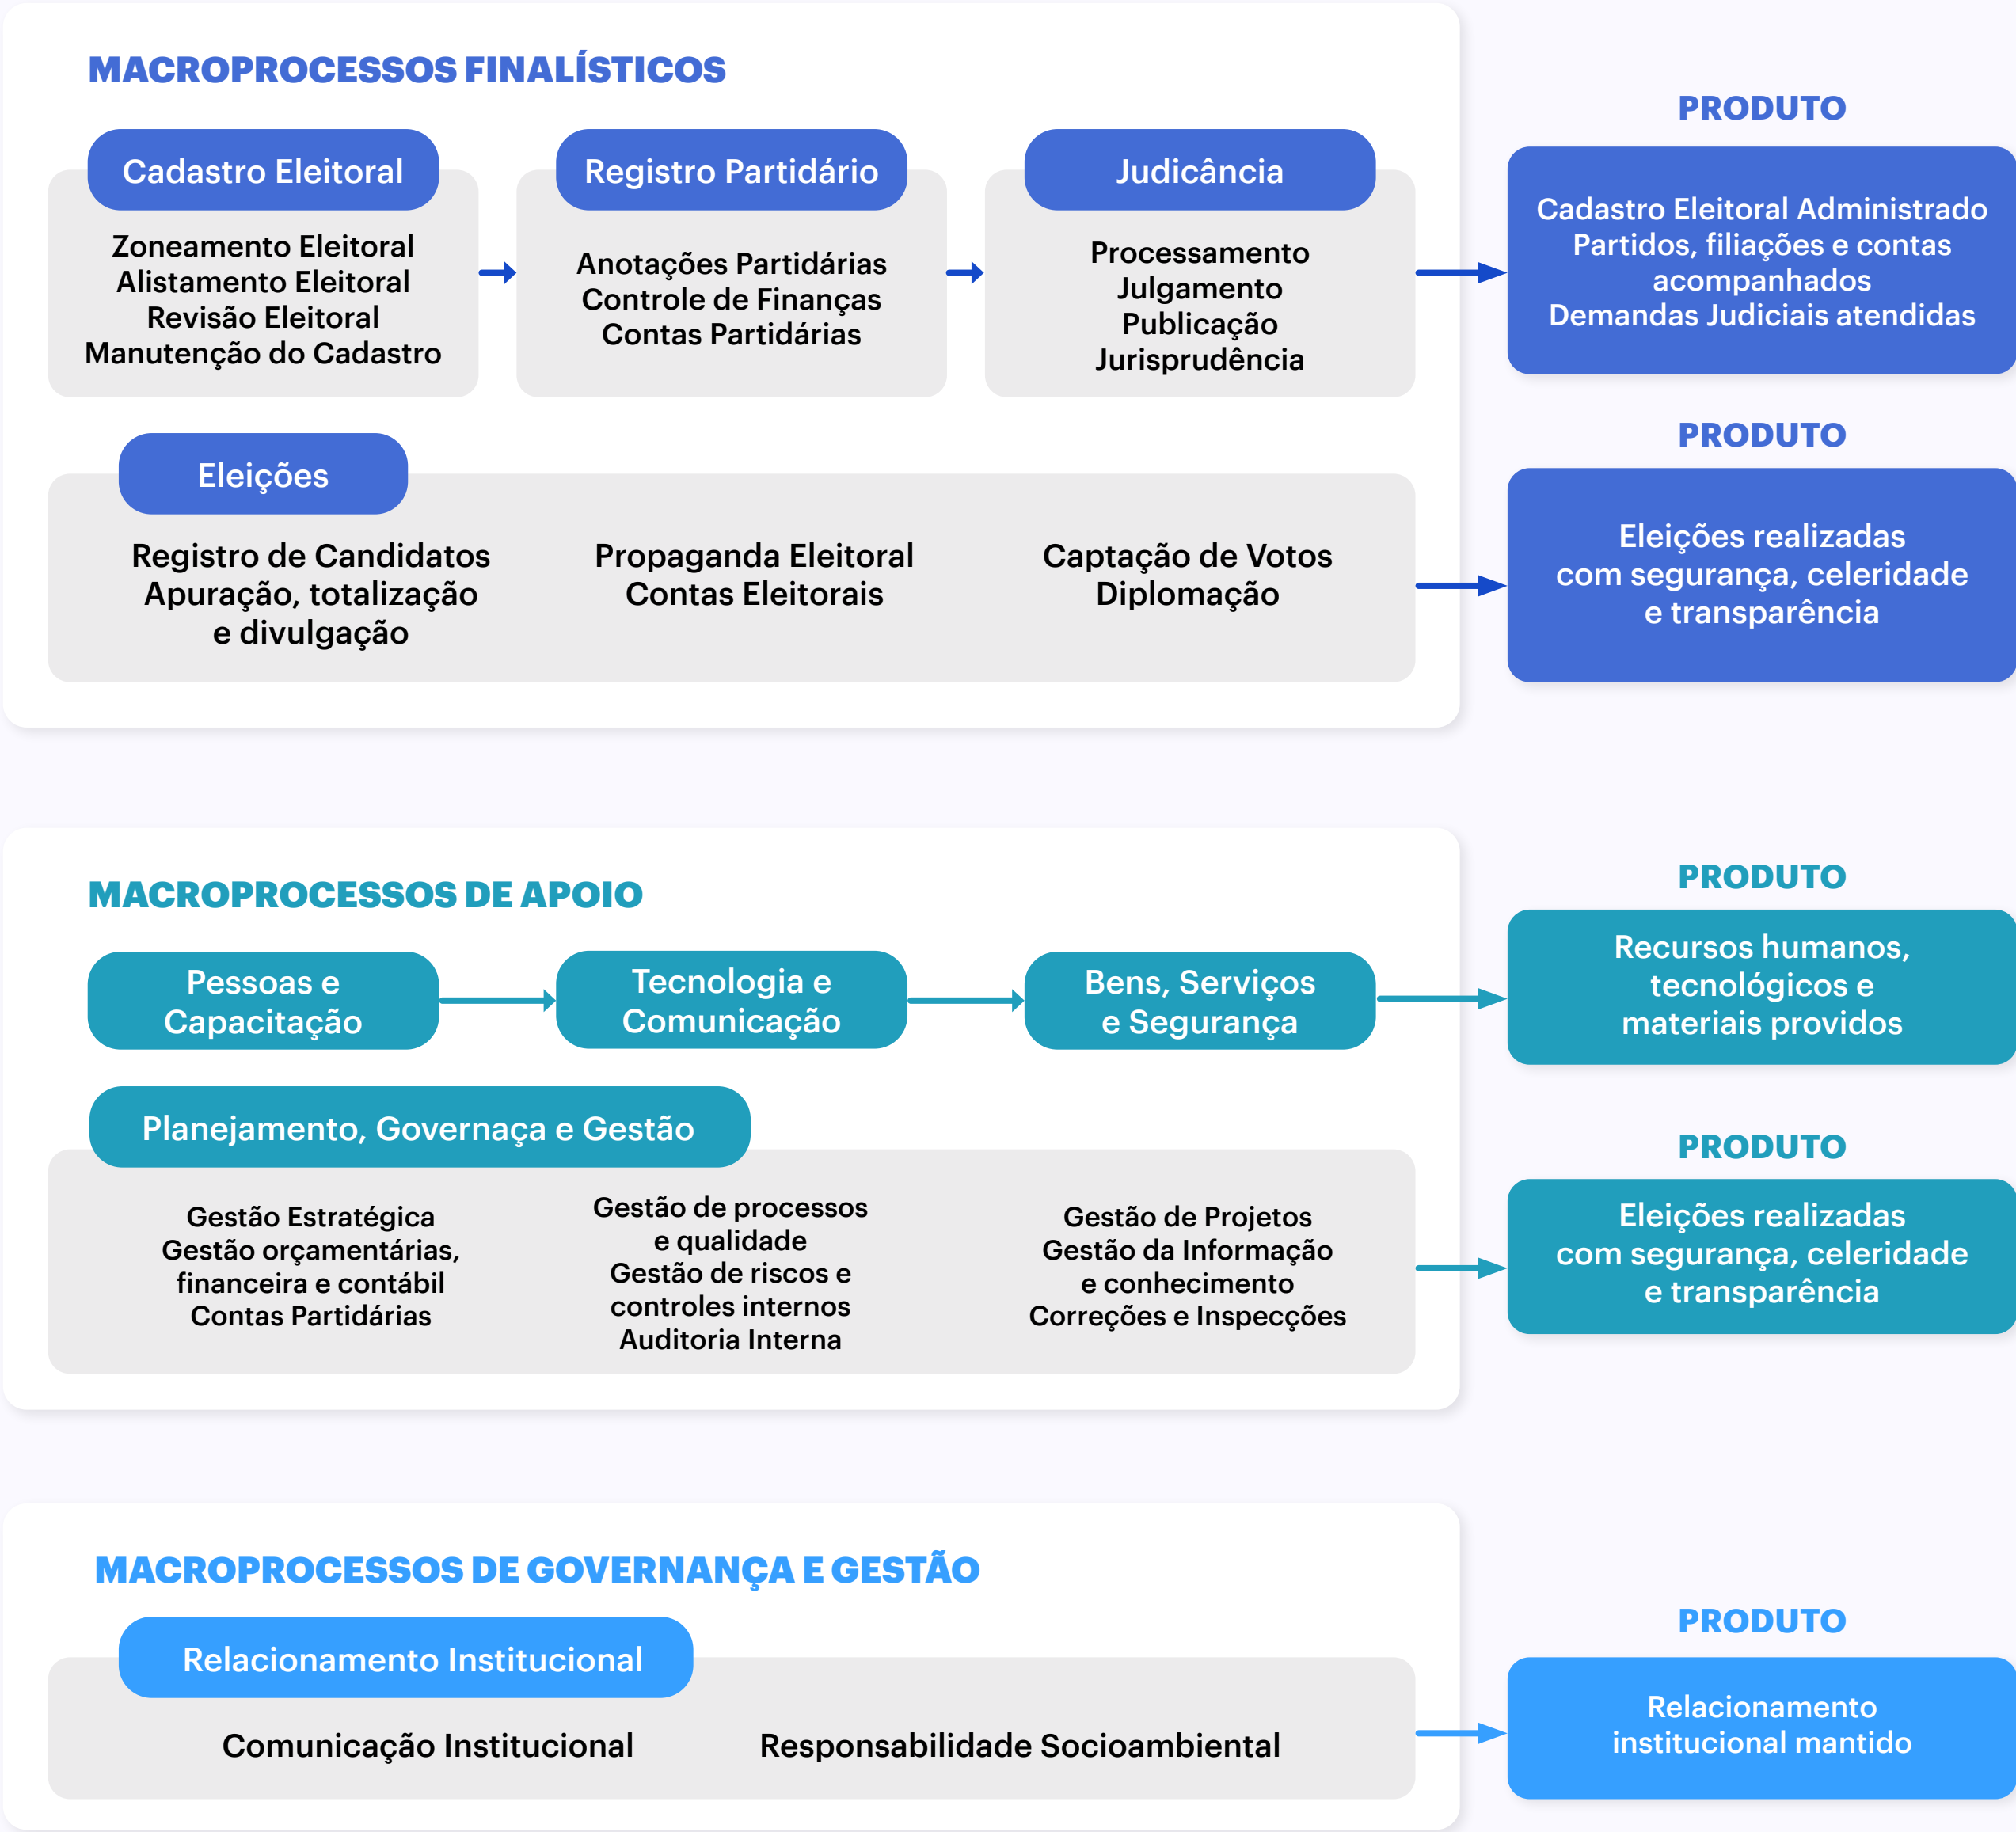 MACROPROCESSOS FINALÍSTICOS
Cadastro Eleitoral
Zoneamento Eleitoral
Alistamento Eleitoral
Revisão Eleitoral
Manutenção do Cadastro
Registro Partidário
Anotações Partidárias
Controle de Finanças
Contas Partidárias
Judicância
Processamento
Julgamento
Publicação
Jurisprudência
PRODUTO
Cadastro Eleitoral Administrado
Partidos, filiações e contas
acompanhados
Demandas Judiciais atendidas
Eleições
Registro de Candidatos
Apuração, totalização
e divulgação
Propaganda Eleitoral
Contas Eleitorais
Captação de Votos
Diplomação
PRODUTO
Eleições realizadas
com segurança, celeridade
e transparência
MACROPROCESSOS DE APOIO
Pessoas e
Capacitação
Tecnologia e
Comunicação
Bens, Serviços
e Segurança
PRODUTO
Recursos humanos,
tecnológicos e
materiais providos
Planejamento, Governaça e Gestão
Gestão Estratégica
Gestão orçamentárias,
financeira e contábil
Contas Partidárias
Gestão de processos
e qualidade
Gestão de riscos e
controles internos
Auditoria Interna
Gestão de Projetos
Gestão da Informação
e conhecimento
Correções e Inspecções
PRODUTO
Eleições realizadas
com segurança, celeridade
e transparência
MACROPROCESSOS DE GOVERNANÇA E GESTÃO
Relacionamento Institucional
Comunicação Institucional
Responsabilidade Socioambiental
PRODUTO
Relacionamento
institucional mantido